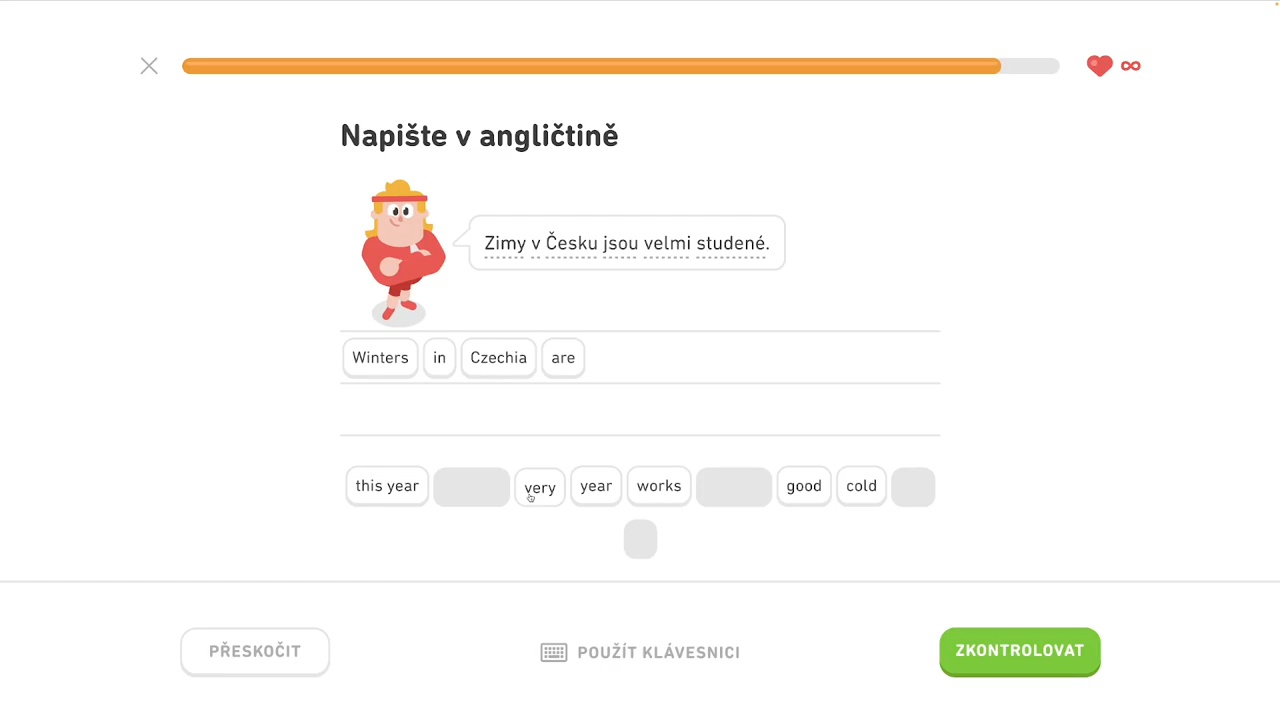 ∞
Napište v angličtině
Zimy v Česku jsou velmi studené.
Winters in Czechia are
this year very year works good cold
PŘESKOČIT POUŽÍT KLÁVESNICI ZKONTROLOVAT